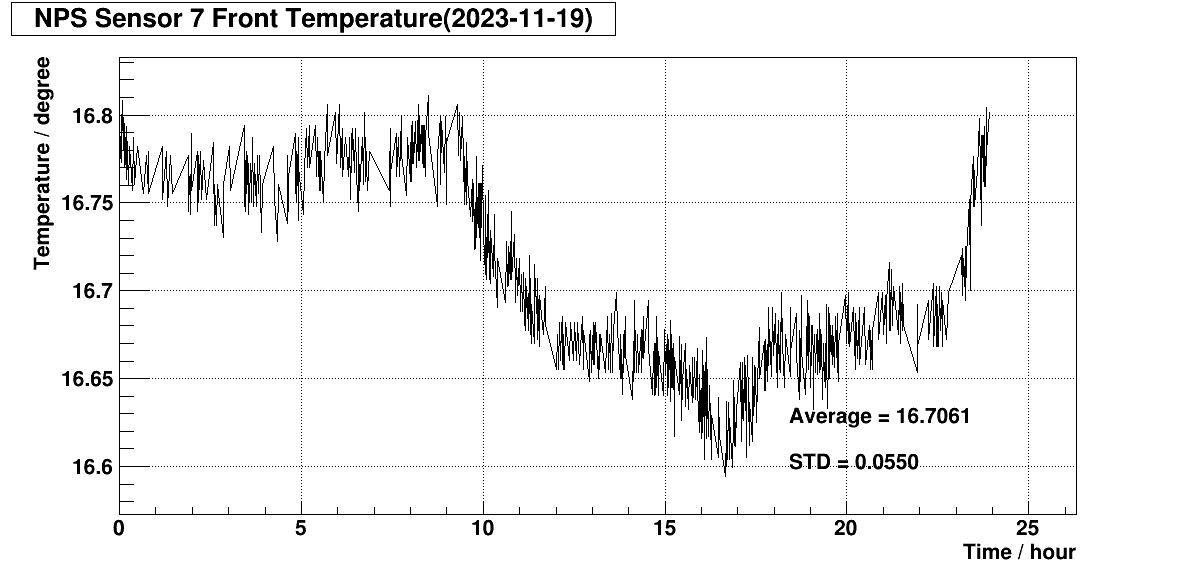 NPS Sensor 7 Front Temperature(2023-11-19)
Temperature / degree
16.8
16.75
16.7
16.65
16.6
Average = 16.7061
STD = 0.0550
0 5 10 15 20 25
Time / hour